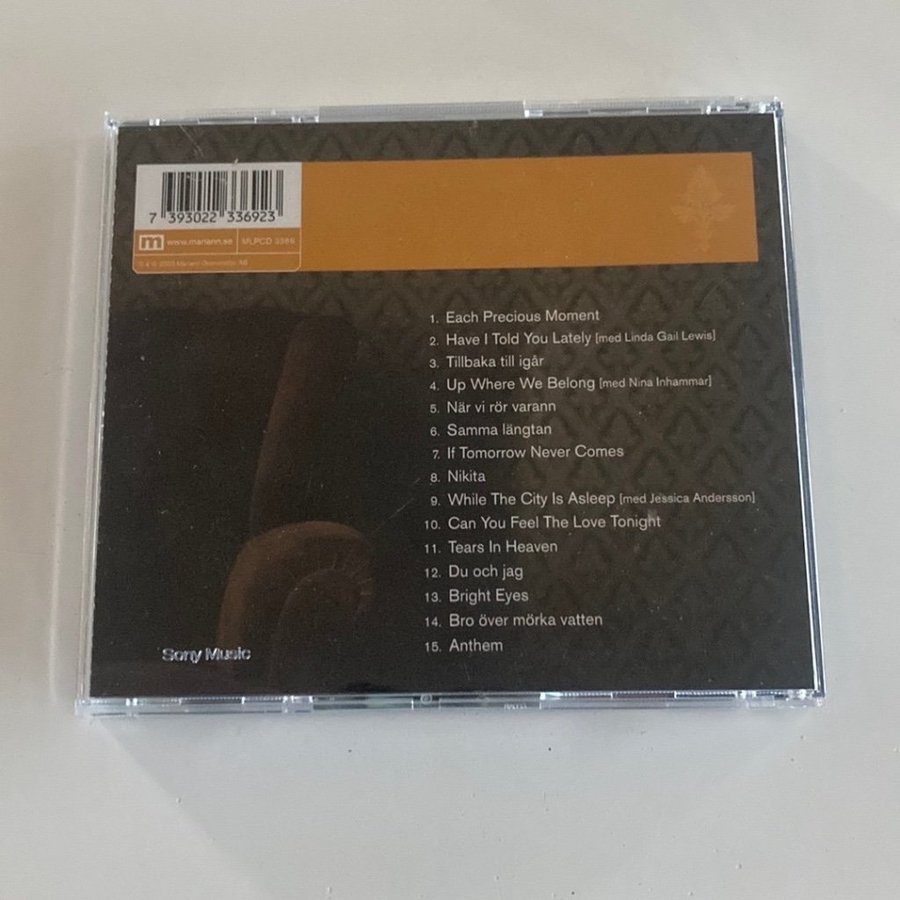 7 393022 336923
m www.mariann.se MLPCD 3369
1. Each Precious Moment
2. Have I Told You Lately [med Linda Gail Lewis]
3. Tillbaka till igår
4. Up Where We Belong [med Nina Inhammar]
5. När vi rör varann
6. Samma längtan
7. If Tomorrow Never Comes
8. Nikita
9. While The City Is Asleep [med Jessica Andersson]
10. Can You Feel The Love Tonight
11. Tears In Heaven
12. Du och jag
13. Bright Eyes
14. Bro över mörka vatten
15. Anthem
Sony Music